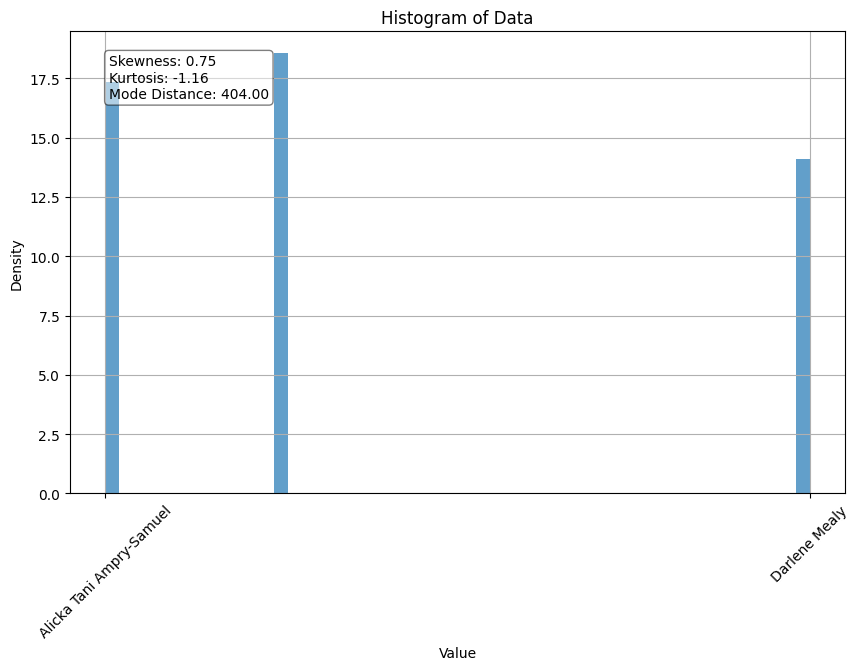 Histogram of Data
Skewness: 0.75
Kurtosis: -1.16
Mode Distance: 404.00
17.5
15.0
12.5
10.0
7.5
5.0
2.5
0.0
Density
Alicka Tani Ampry-Samuel
Darlene Mealy
Value